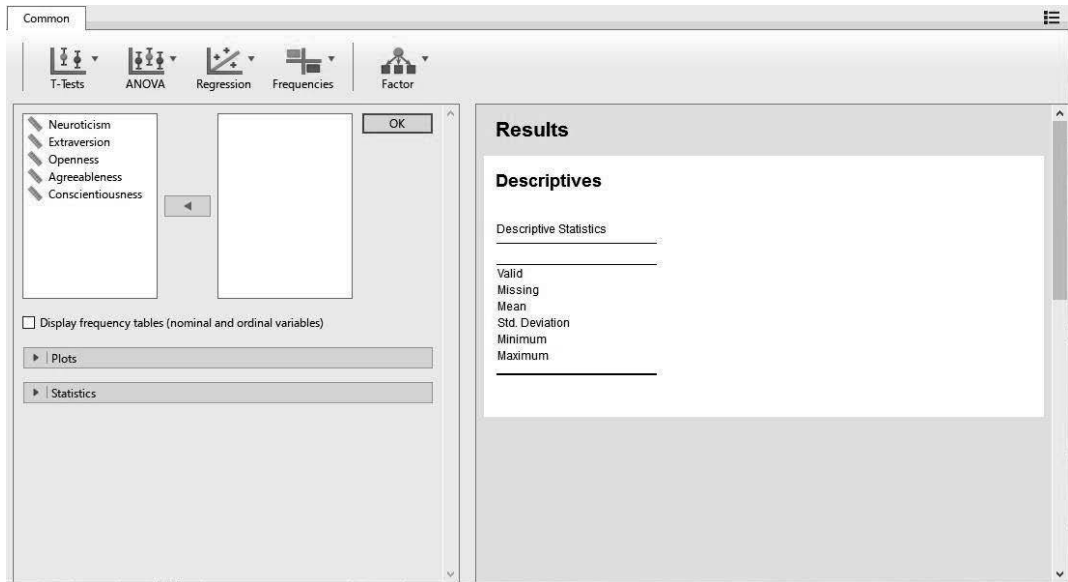 Common
T-Tests
ANOVA
Regression
Frequencies
Factor
Neuroticism
Extraversion
Openness
Agreeableness
Conscientiousness
OK
Display frequency tables (nominal and ordinal variables)
Plots
Statistics
Results
Descriptives
Descriptive Statistics
Valid
Missing
Mean
Std. Deviation
Minimum
Maximum